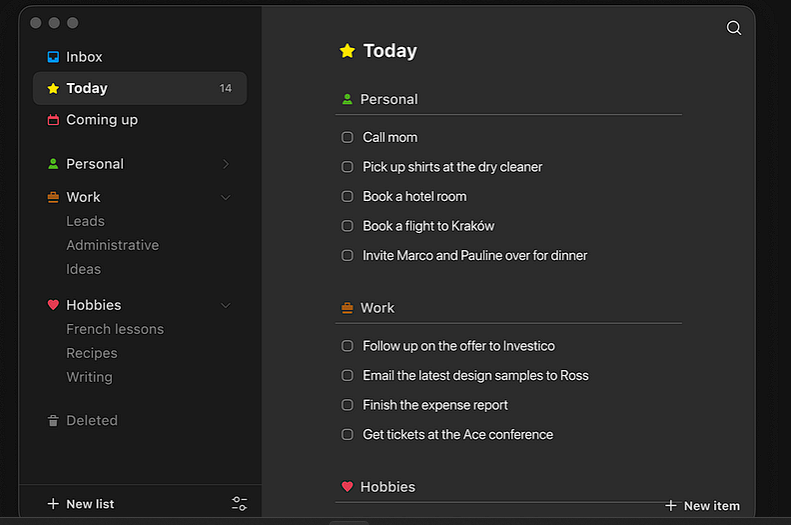 Inbox
Today 14
Coming up
Personal
Work
Leads
Administrative
Ideas
Hobbies
French lessons
Recipes
Writing
Deleted
New list
Today
Personal
Call mom
Pick up shirts at the dry cleaner
Book a hotel room
Book a flight to Kraków
Invite Marco and Pauline over for dinner
Work
Follow up on the offer to Investico
Email the latest design samples to Ross
Finish the expense report
Get tickets at the Ace conference
Hobbies
New item